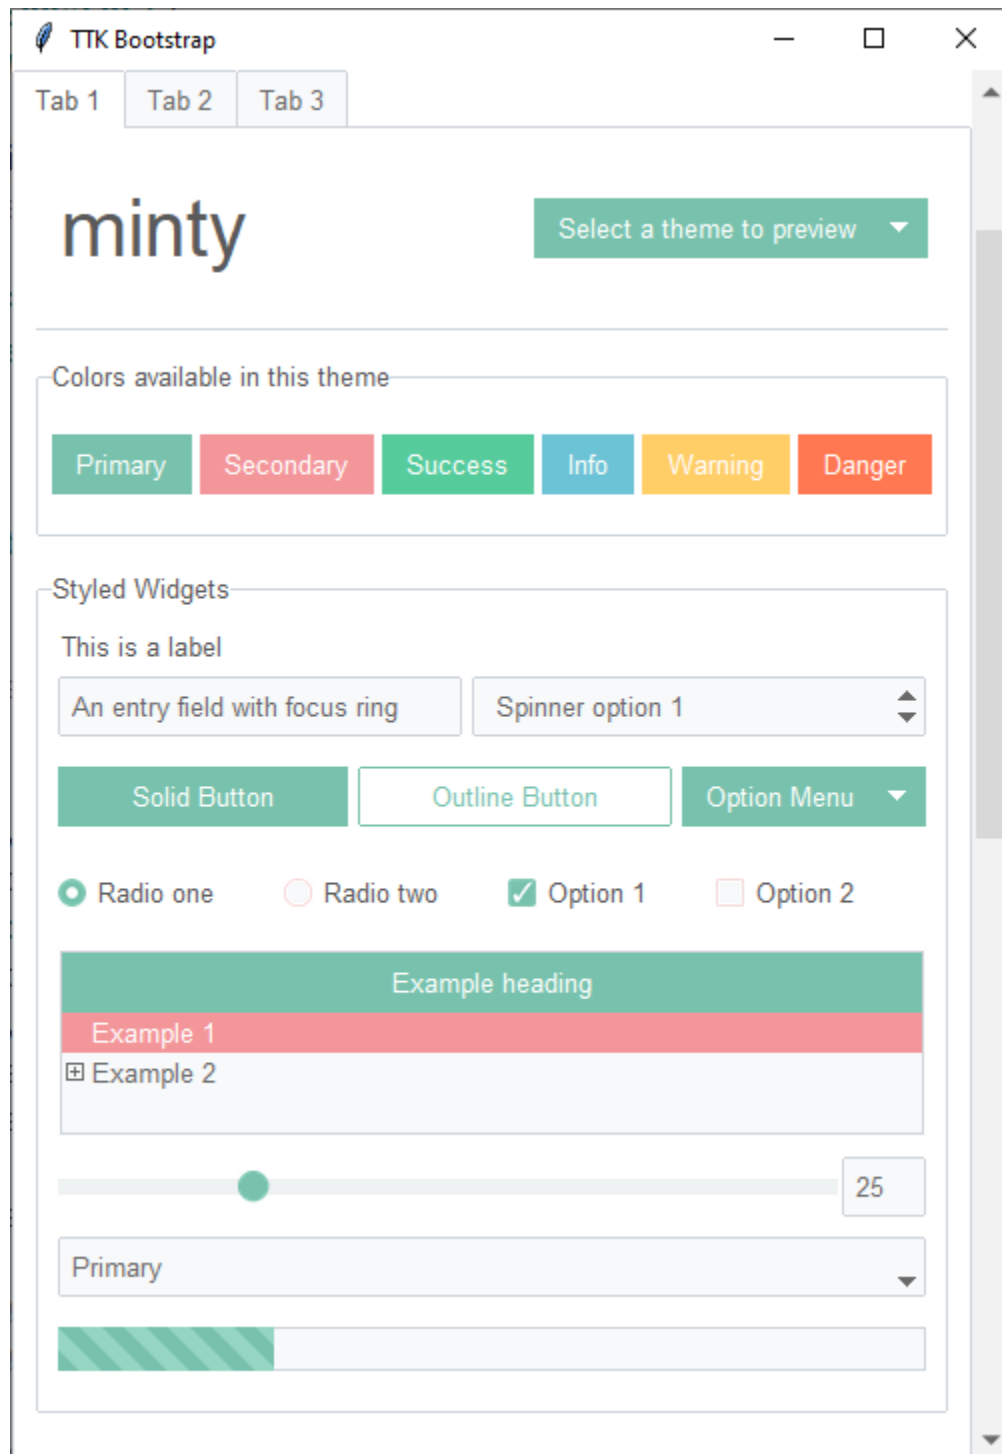 TTK Bootstrap
Tab 1 Tab 2 Tab 3
minty Select a theme to preview
Colors available in this theme
Primary Secondary Success Info Warning Danger
Styled Widgets
This is a label
An entry field with focus ring Spinner option 1
Solid Button Outline Button Option Menu
Radio one Radio two Option 1 Option 2
Example heading
Example 1
Example 2
25
Primary